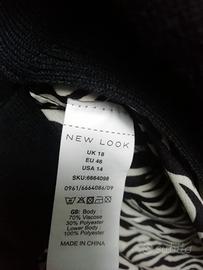 NEW LOOK
UK 18
EU 46
USA 14
SKU: 6664098
0961/6664086/09
GB: Body
70% Viscose
30% Polyester
Lower Body
100% Polyester
MADE IN CHINA
subito